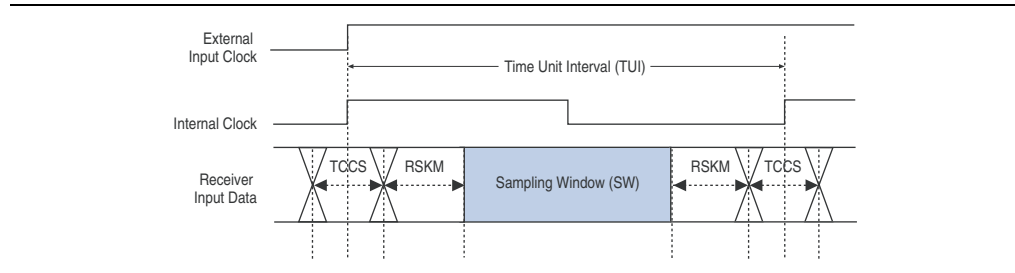 External
Input Clock
Time Unit Interval (TUI)
Internal Clock
TCCS
RSKM
RSKM
TCCS
Receiver
Input Data
Sampling Window (SW)